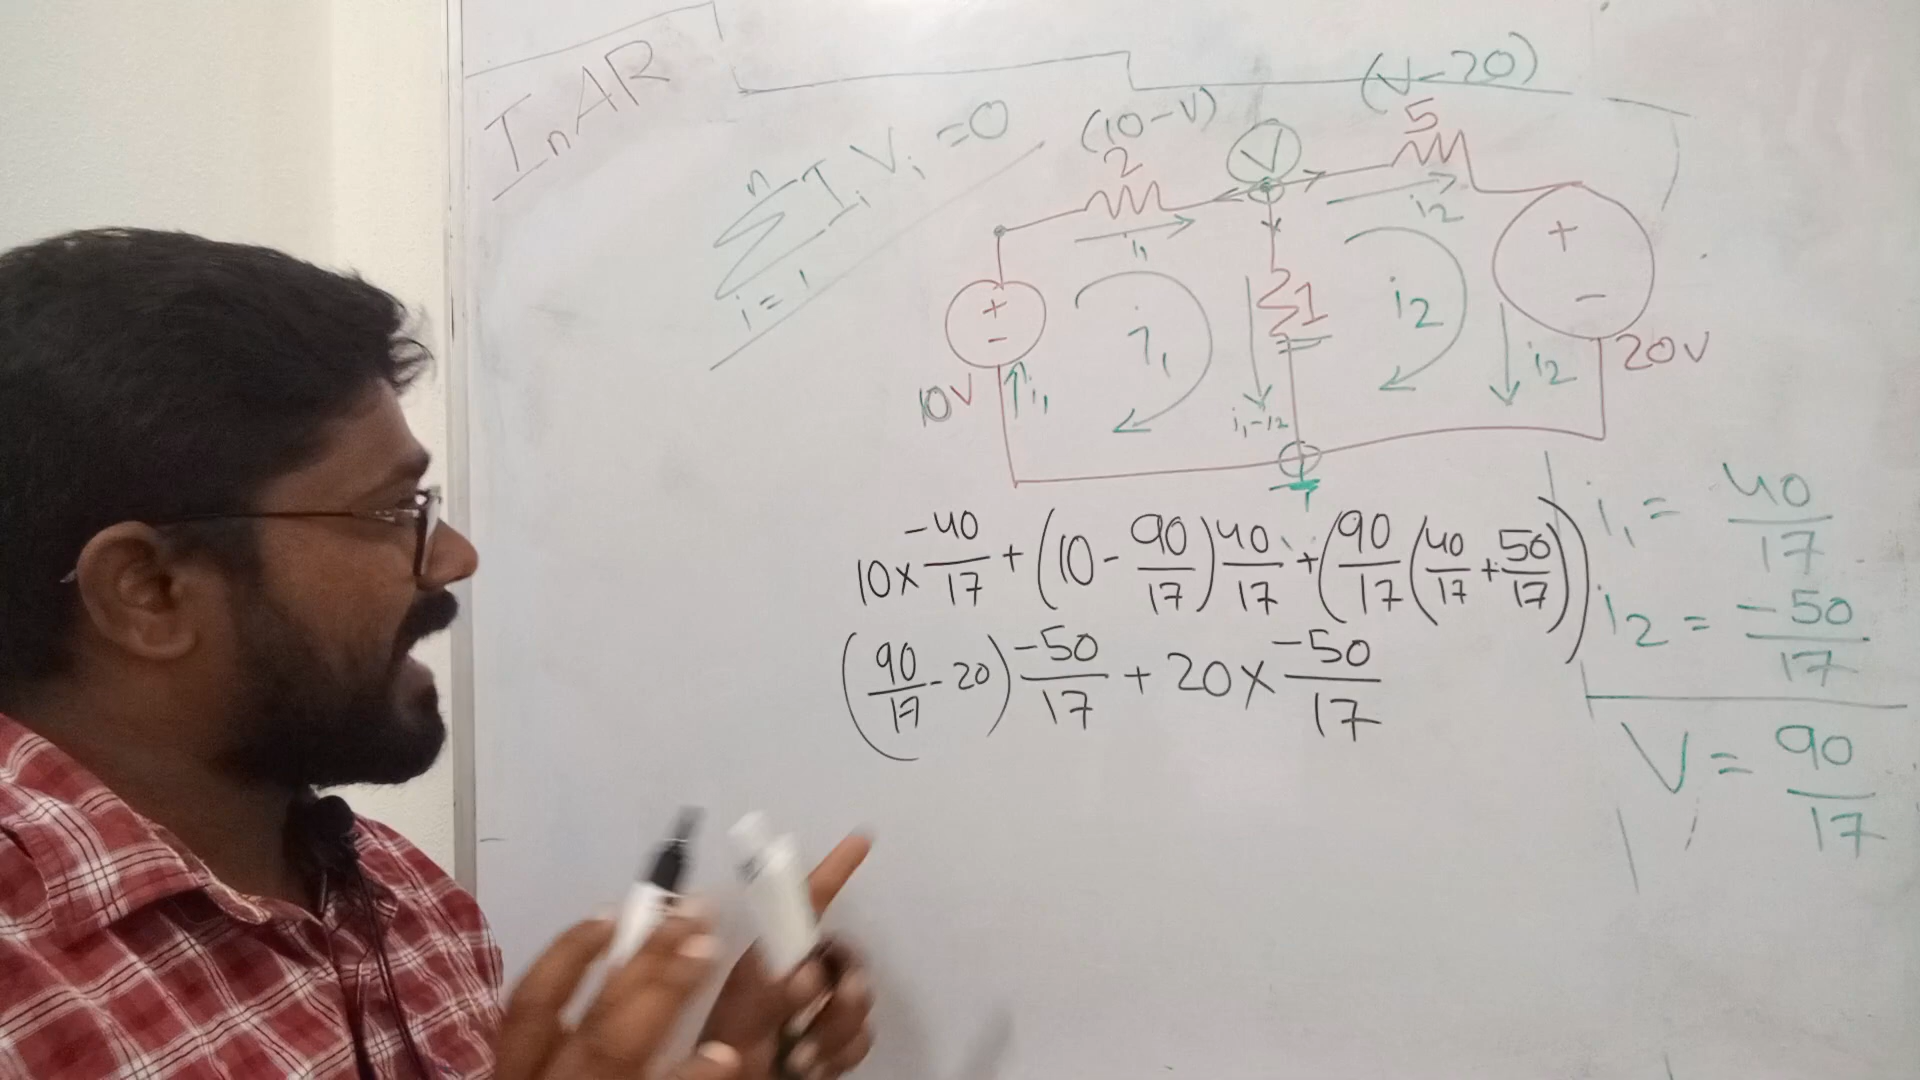 InAR
n
∑ IᵢVᵢ = 0
i = 1
(10-V)
V
(V-20)
2
5
i₁
i₂
+
-
10V
i₁
i₁
1
i₁-i₂
i₂
+
-
i₂
20V
10 x -40/17 + (10 - 90/17) 40/17 + (90/17 (40/17 + 50/17))
(90/17 - 20) -50/17 + 20 x -50/17
i₁ = 40/17
i₂ = -50/17
V = 90/17